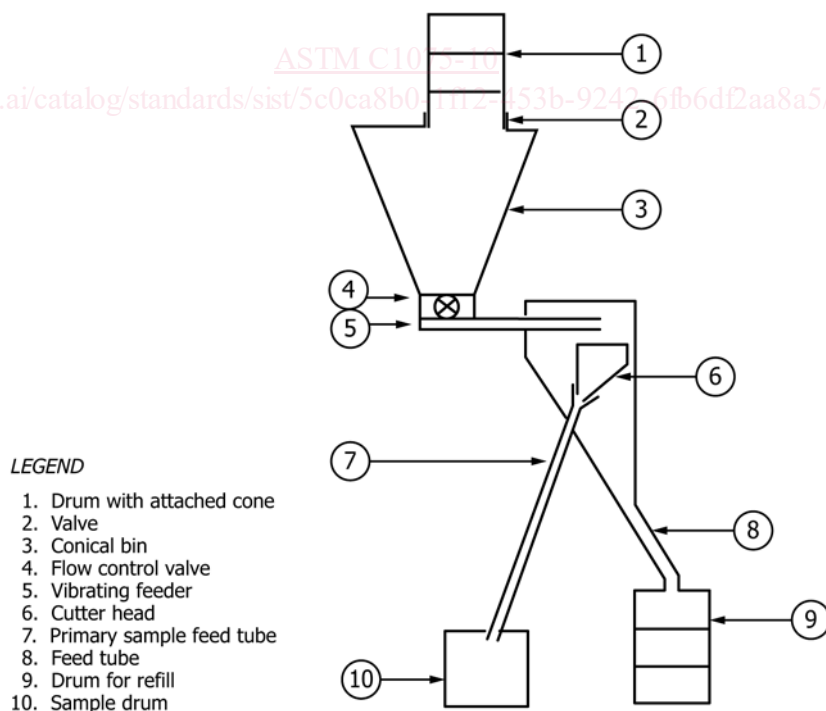 1
ASTM C1075-10
.ai/catalog/standards/sist/5c0ca8b0-1f12-453b-9242-6fb6df2aa8a5/
2
3
4
5
6
7
LEGEND
1. Drum with attached cone
2. Valve
3. Conical bin
4. Flow control valve
5. Vibrating feeder
6. Cutter head
7. Primary sample feed tube
8. Feed tube
9. Drum for refill
10. Sample drum
8
9
10